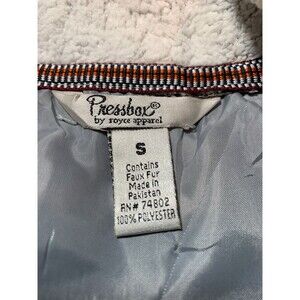 Pressbox®
by royce apparel
S
Contains
Faux Fur
Made in
Pakistan
RN# 74802
100% POLYESTER